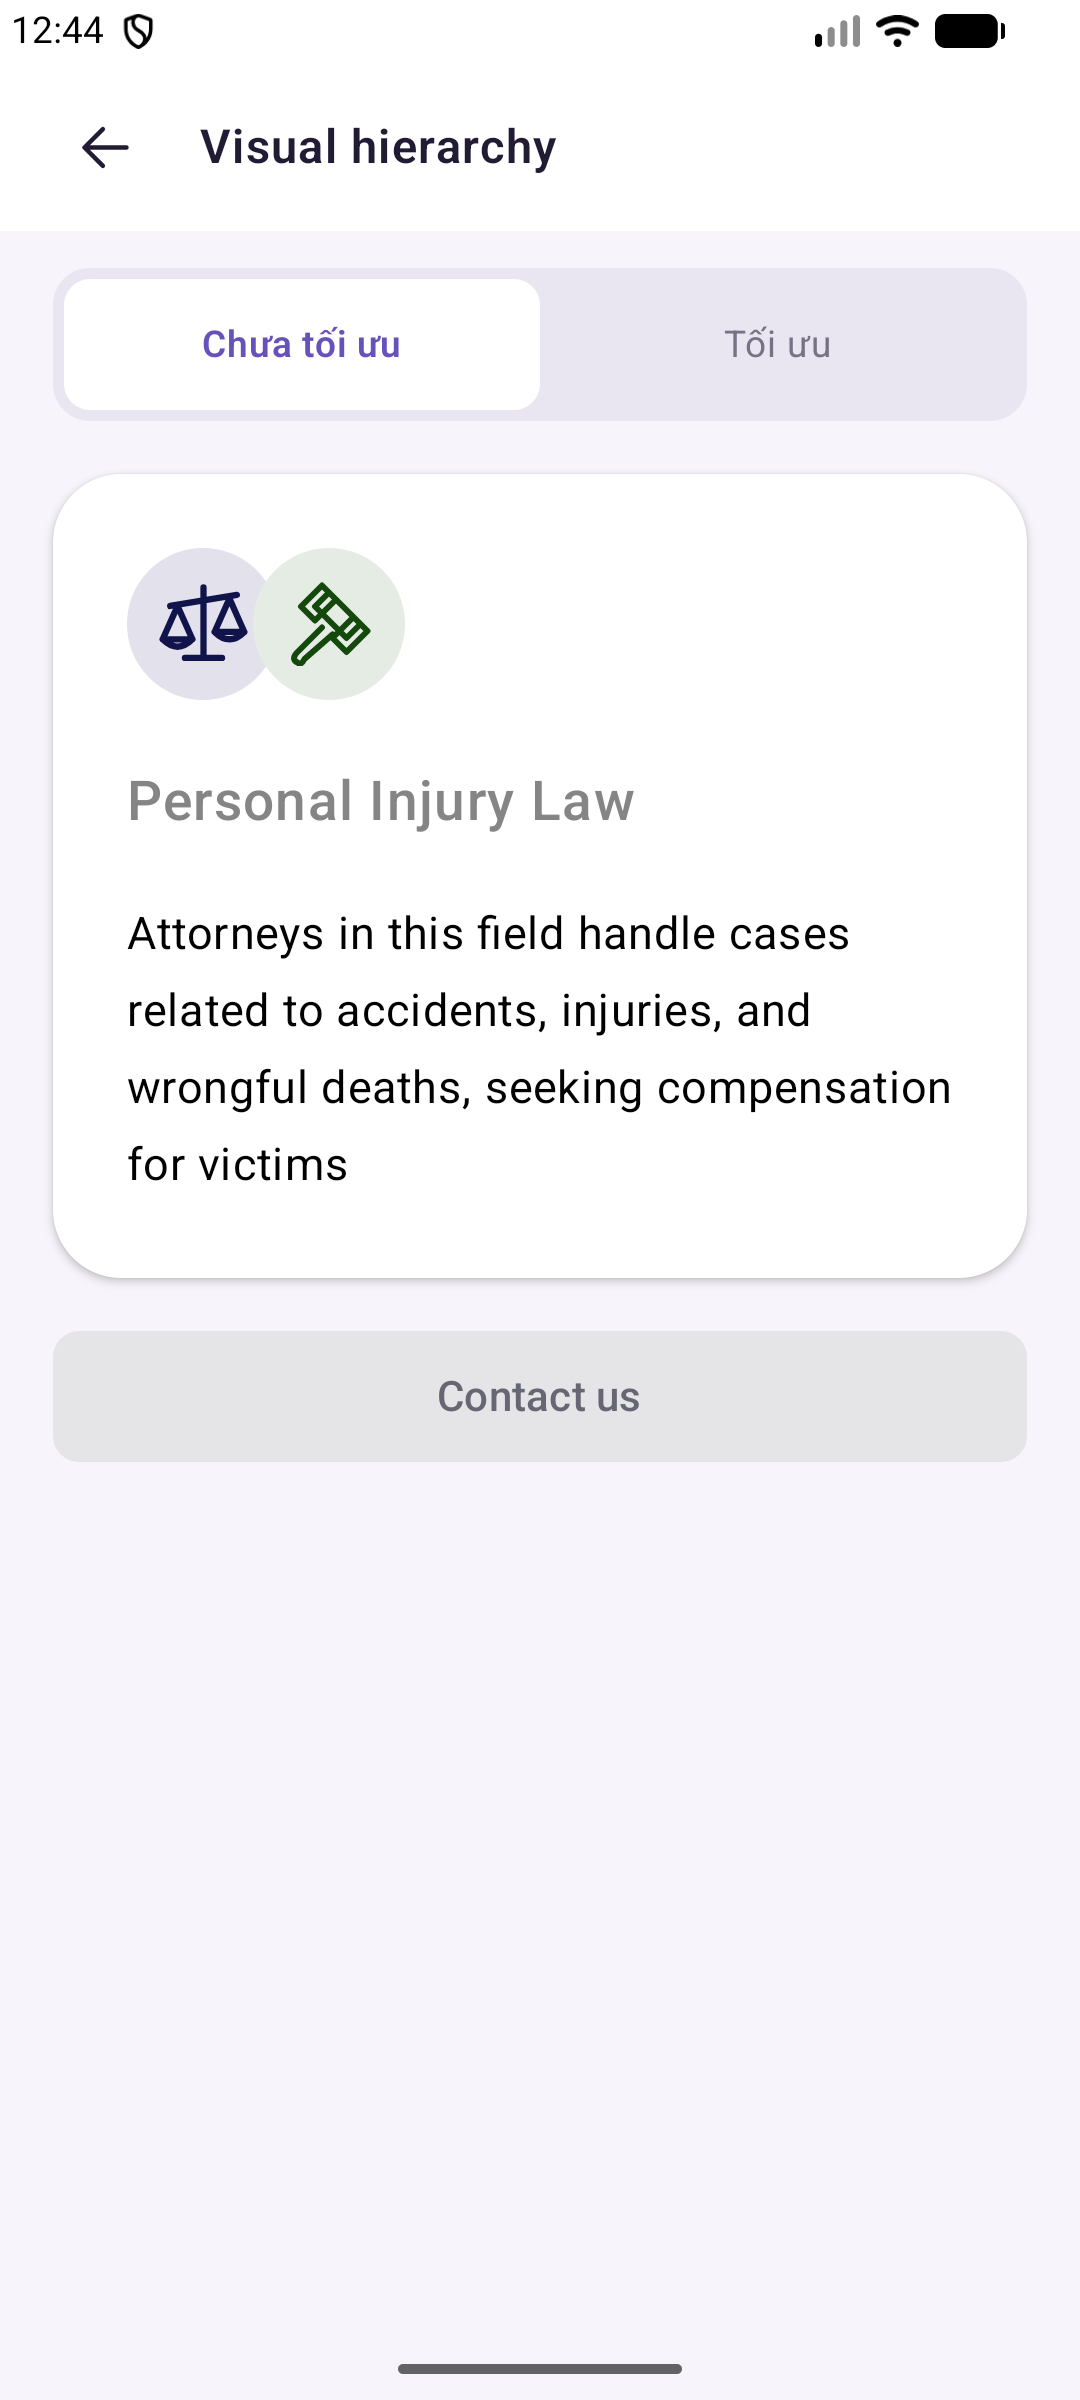 12:44
Visual hierarchy
Chưa tối ưu
Tối ưu
Personal Injury Law
Attorneys in this field handle cases
related to accidents, injuries, and
wrongful deaths, seeking compensation
for victims
Contact us